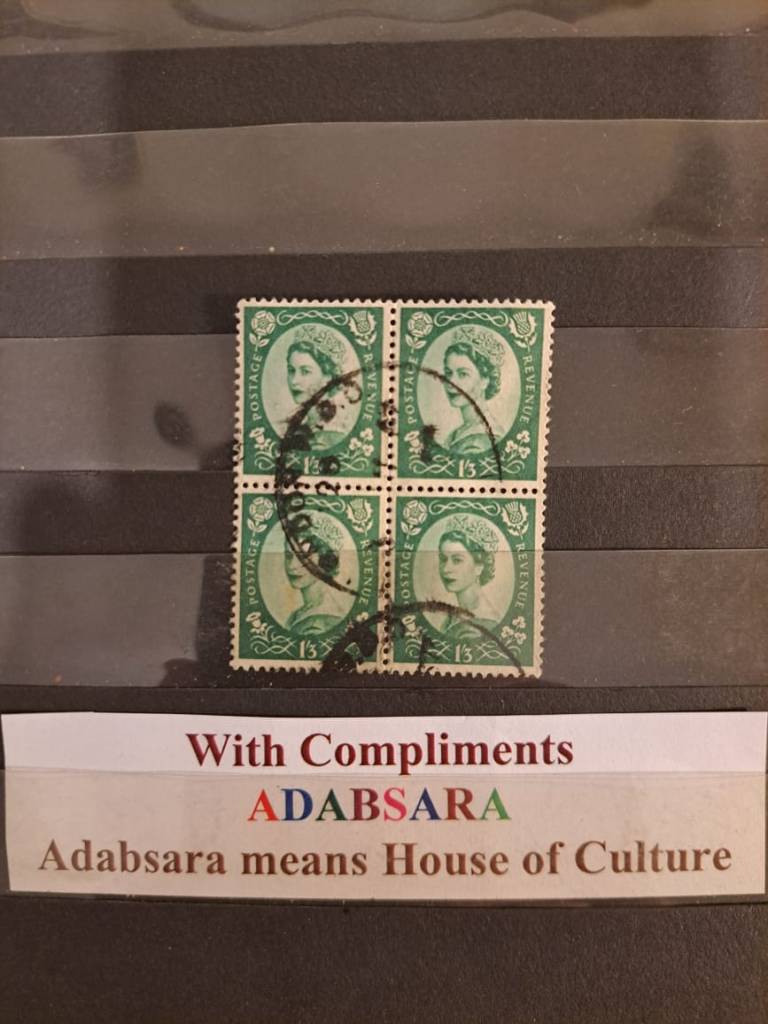 POSTAGE REVENUE POSTAGE REVENUE
1'3 1'3
POSTAGE REVENUE POSTAGE REVENUE
1'3 1'3
With Compliments
ADABSARA
Adabsara means House of Culture